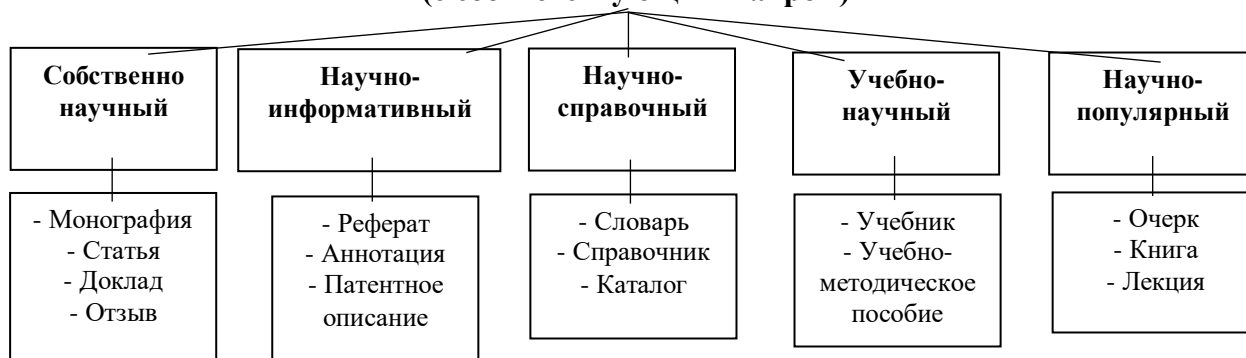 Собственно
научный
Научно-
информативный
Научно-
справочный
Учебно-
научный
Научно-
популярный
- Монография
- Статья
- Доклад
- Отзыв
- Реферат
- Аннотация
- Патентное
описание
- Словарь
- Справочник
- Каталог
- Учебник
- Учебно-
методическое
пособие
- Очерк
- Книга
- Лекция